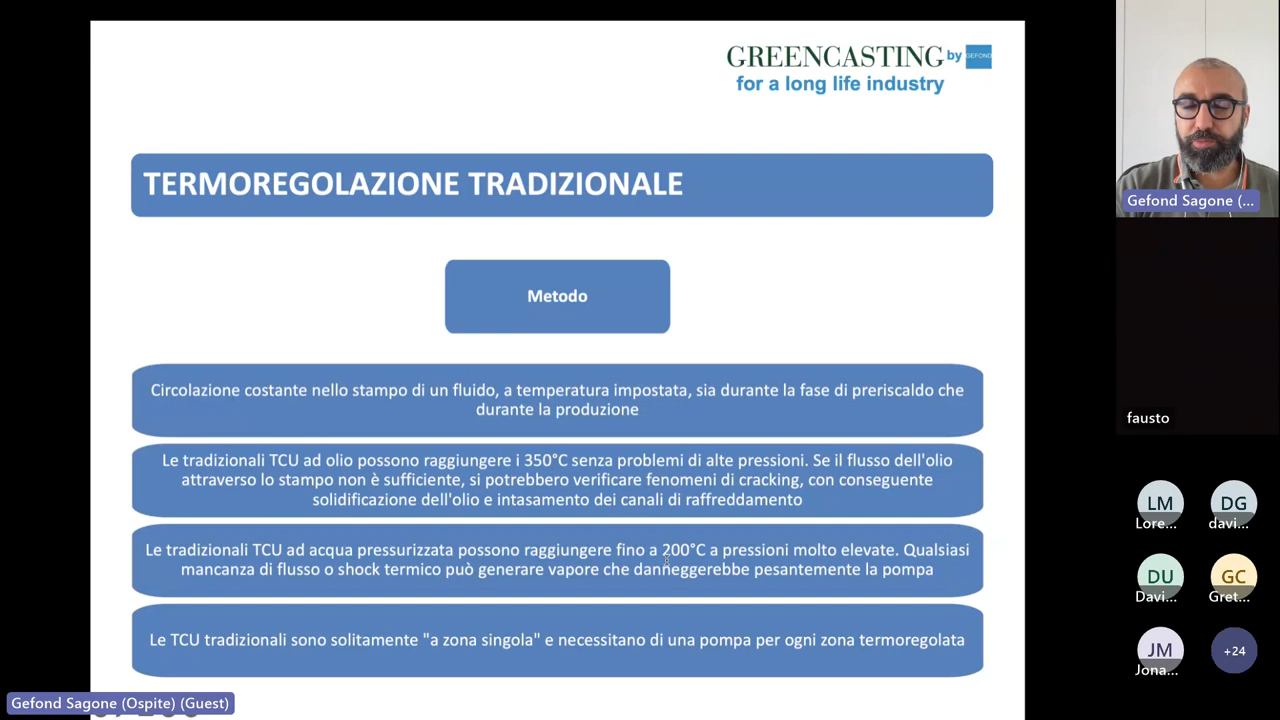 GREENCASTING by GEFOND
for a long life industry
TERMOREGOLAZIONE TRADIZIONALE
Metodo
Circolazione costante nello stampo di un fluido, a temperatura impostata, sia durante la fase di preriscaldo che
durante la produzione
Le tradizionali TCU ad olio possono raggiungere i 350°C senza problemi di alte pressioni. Se il flusso dell'olio
attraverso lo stampo non è sufficiente, si potrebbero verificare fenomeni di cracking, con conseguente
solidificazione dell'olio e intasamento dei canali di raffreddamento
Le tradizionali TCU ad acqua pressurizzata possono raggiungere fino a 200°C a pressioni molto elevate. Qualsiasi
mancanza di flusso o shock termico può generare vapore che danneggerebbe pesantemente la pompa
Le TCU tradizionali sono solitamente "a zona singola" e necessitano di una pompa per ogni zona termoregolata
Gefond Sagone (Ospite) (Guest)
Gefond Sagone (...
fausto
LM
Lore...
DG
davi...
DU
Davi...
GC
Gret...
JM
Jona...
+24